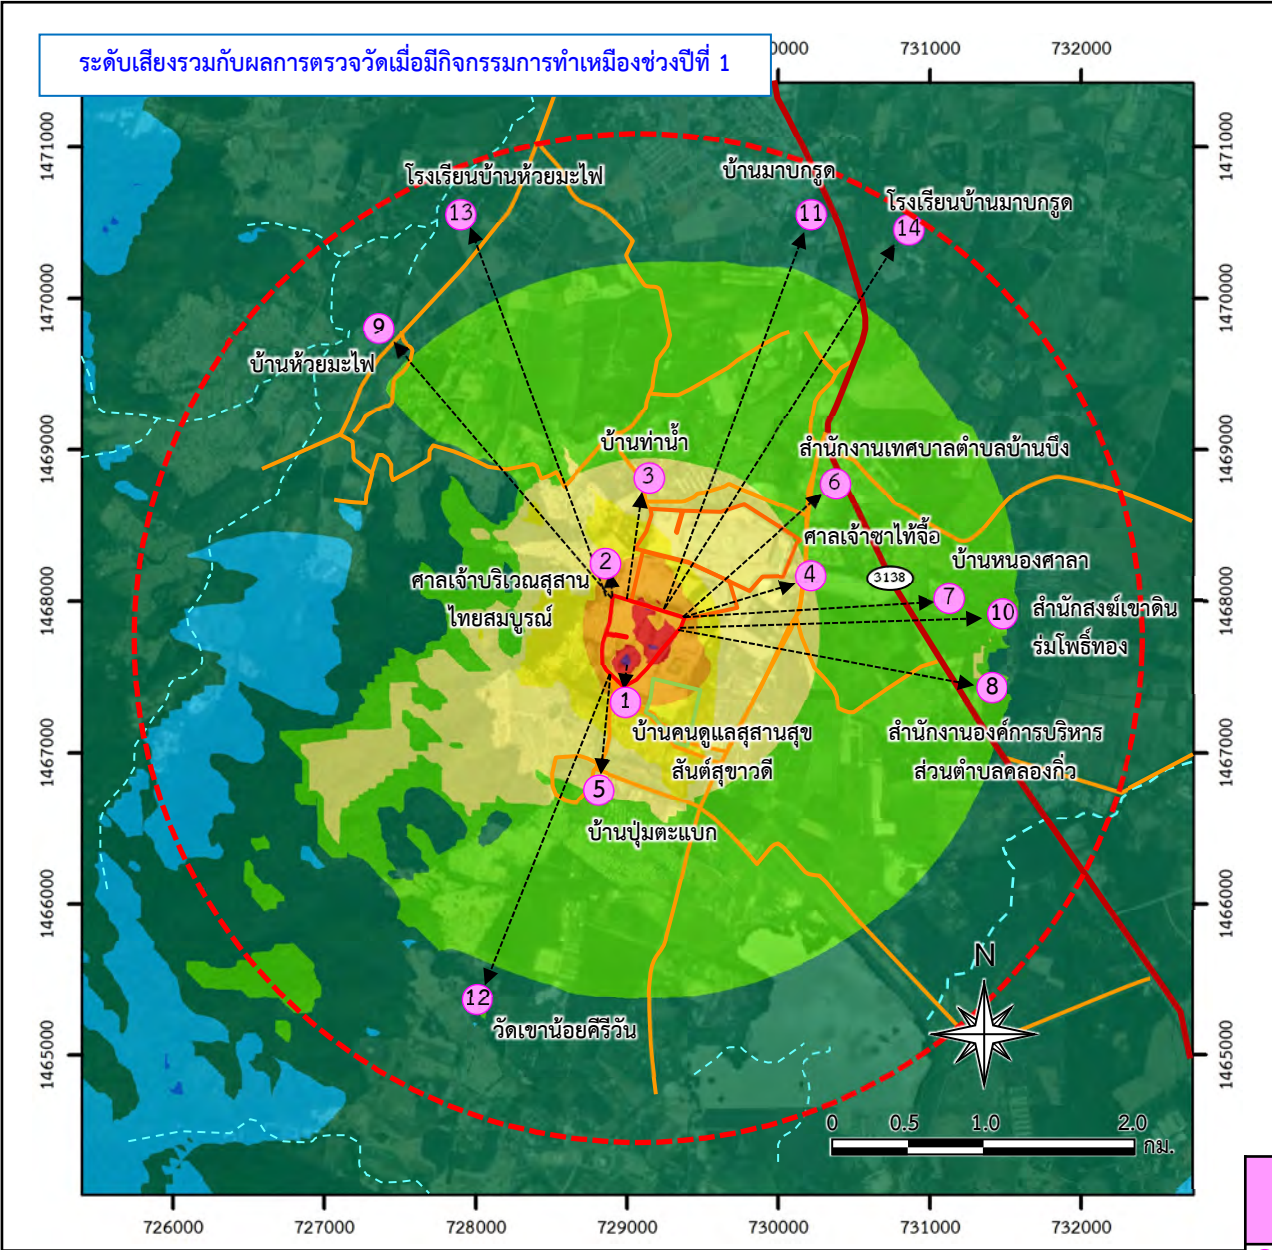 ระดับเสียงรวมกับผลการตรวจวัดเมื่อมีกิจกรรมการทำเหมืองช่วงปีที่ 1
0000 731000 732000
1471000 1471000
โรงเรียนบ้านห้วยมะไฟ
13
บ้านมาบกรูด
11
โรงเรียนบ้านมาบกรูด
14
1470000 1470000
9
บ้านห้วยมะไฟ
1469000 1469000
บ้านท่าน้ำ
3
สำนักงานเทศบาลตำบลบ้านบึง
6
ศาลเจ้าซาไท้จื้อ
4
3138
บ้านหนองศาลา
7
2
ศาลเจ้าบริเวณสุสาน
ไทยสมบูรณ์
1468000 1468000
10
สำนักสงฆ์เขาดิน
ร่มโพธิ์ทอง
8
สำนักงานองค์การบริหาร
ส่วนตำบลคลองกิ่ว
1
บ้านคนดูแลสุสานสุข
สันต์สุขาวดี
1467000 1467000
5
บ้านปุ่มตะแบก
1466000 1466000
12
วัดเขาน้อยคีรีวัน
N
1465000 1465000
0 0.5 1.0 2.0
กม.
726000 727000 728000 729000 730000 731000 732000